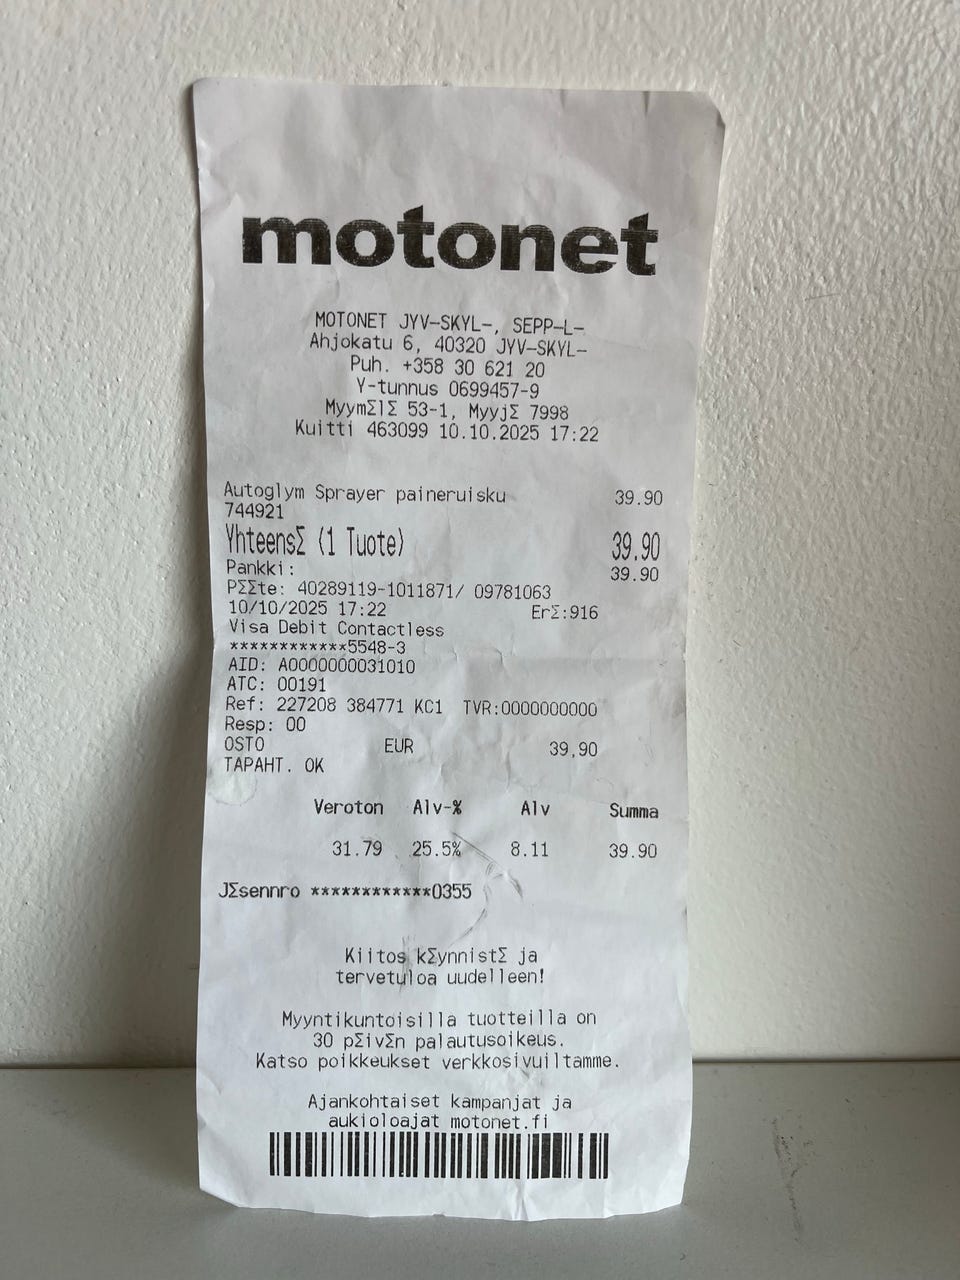 motonet
MOTONET JYV-SKYL-, SEPP-L-
Ahjokatu 6, 40320 JYV-SKYL-
Puh. +358 30 621 20
Y-tunnus 0699457-9
MyymΣlΣ 53-1, MyyjΣ 7998
Kuitti 463099 10.10.2025 17:22
Autoglym Sprayer paineruisku 39.90
744921
YhteensΣ (1 Tuote) 39.90
Pankki: 39.90
PΣΣte: 40289119-1011871/ 09781063
10/10/2025 17:22 ErΣ:916
Visa Debit Contactless
************5548-3
AID: A0000000031010
ATC: 00191
Ref: 227208 384771 KC1 TVR:0000000000
Resp: 00
OSTO EUR 39,90
TAPAHT. OK
Veroton Alv-% Alv Summa
31.79 25.5% 8.11 39.90
JΣsennro ************0355
Kiitos kΣynnistΣ ja
tervetuloa uudelleen!
Myyntikuntoisilla tuotteilla on
30 pΣivΣn palautusoikeus.
Katso poikkeukset verkkosivuiltamme.
Ajankohtaiset kampanjat ja
aukioloajat motonet.fi